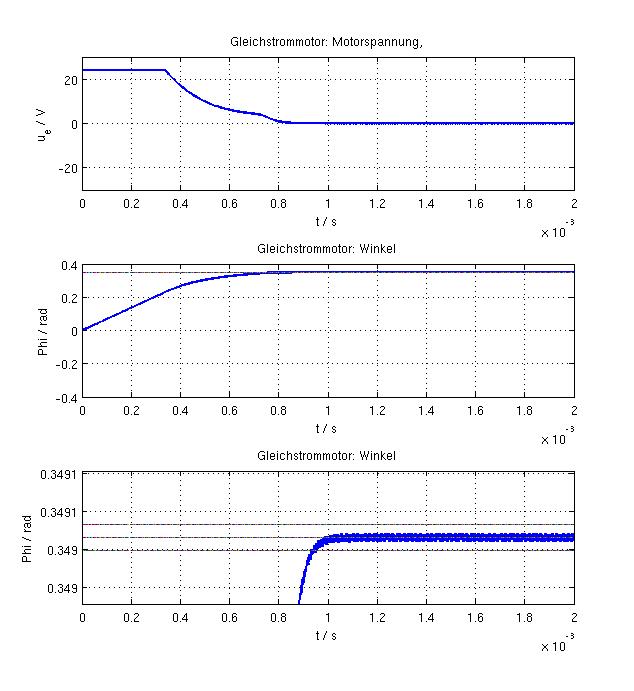 Gleichstrommotor: Motorspannung,
20
0
-20
u_e / V
0 0.2 0.4 0.6 0.8 1 1.2 1.4 1.6 1.8 2
t / s
x 10^-3
Gleichstrommotor: Winkel
0.4
0.2
0
-0.2
-0.4
Phi / rad
0 0.2 0.4 0.6 0.8 1 1.2 1.4 1.6 1.8 2
t / s
x 10^-3
Gleichstrommotor: Winkel
0.3491
0.3491
0.349
0.349
Phi / rad
0 0.2 0.4 0.6 0.8 1 1.2 1.4 1.6 1.8 2
t / s
x 10^-3